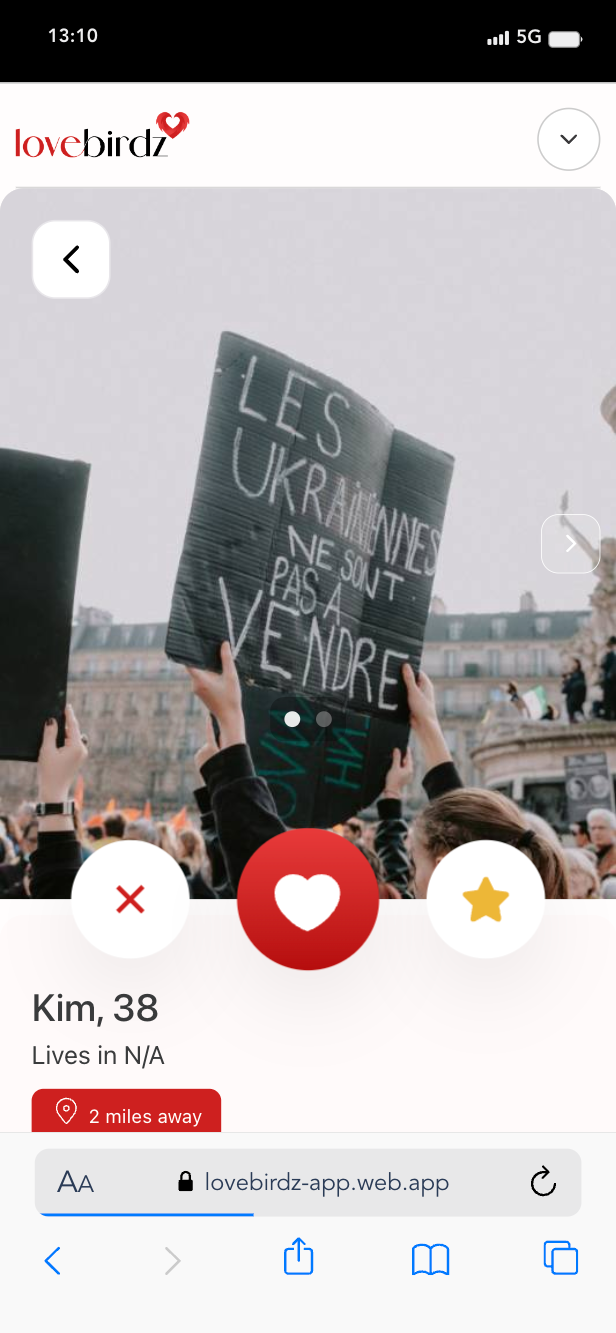 13:10
5G
lovebirdz
LES
UKRAINIENNES
NE SONT
PAS A
VENDRE
Kim, 38
Lives in N/A
2 miles away
AA
lovebirdz-app.web.app